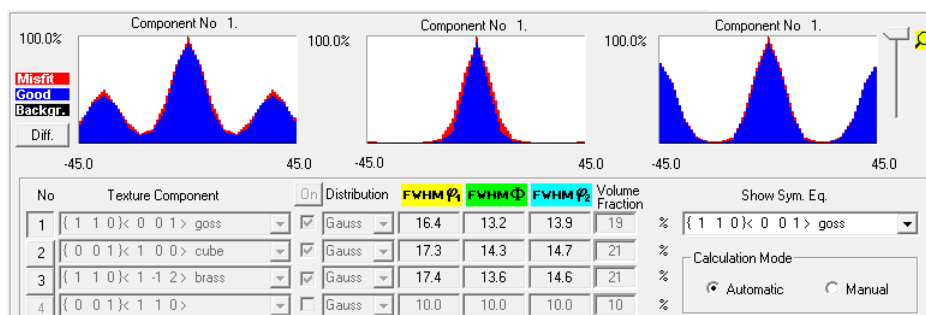 Component No 1. Component No 1. Component No 1.
100.0% 100.0% 100.0%
Misfit
Good
Backgr.
Diff.
-45.0 45.0 -45.0 45.0 -45.0 45.0
No Texture Component On Distribution FWHM φ1 FWHM Φ FWHM φ2 Volume Fraction Show Sym. Eq.
1 { 1 1 0}< 0 0 1> goss Gauss 16.4 13.2 13.9 19 % { 1 1 0}< 0 0 1> goss
2 { 0 0 1}< 1 0 0> cube Gauss 17.3 14.3 14.7 21 %
Calculation Mode
3 { 1 1 0}< 1 -1 2> brass Gauss 17.4 13.6 14.6 21 % Automatic Manual
4 { 0 0 1}< 1 1 0> Gauss 10.0 10.0 10.0 10 %